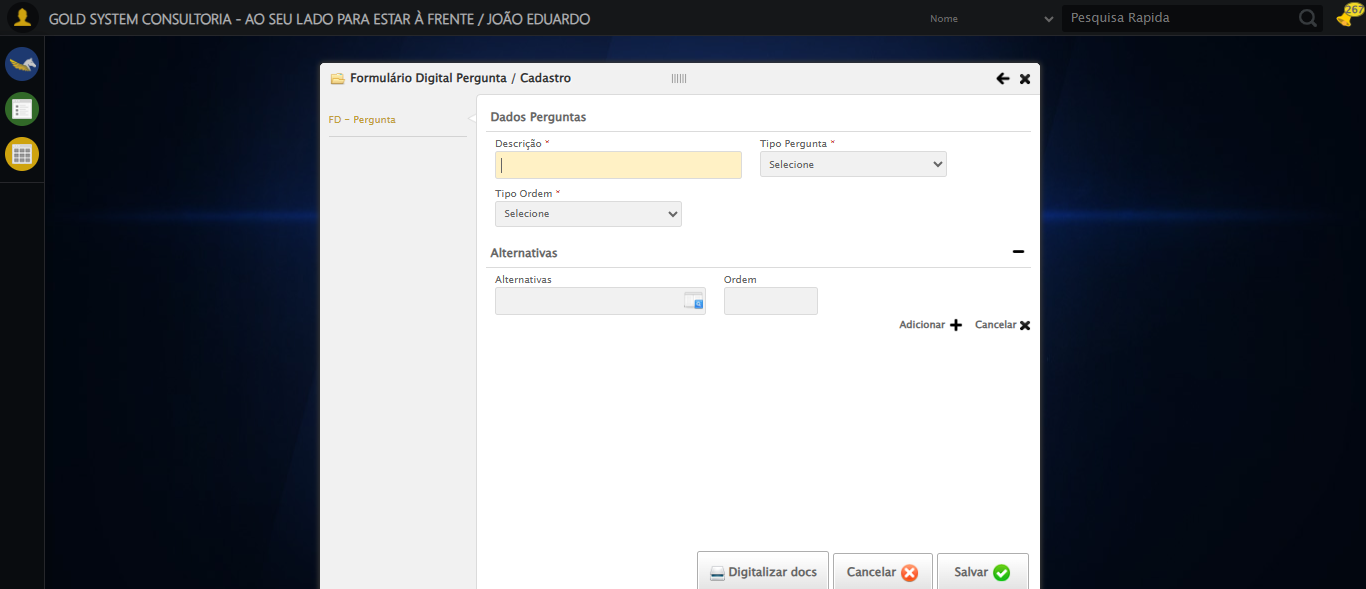 GOLD SYSTEM CONSULTORIA - AO SEU LADO PARA ESTAR À FRENTE / JOÃO EDUARDO
Nome
Pesquisa Rapida
267
Formulário Digital Pergunta / Cadastro
FD - Pergunta
Dados Perguntas
Descrição *
Tipo Pergunta *
Selecione
Tipo Ordem *
Selecione
Alternativas
Alternativas
Ordem
Adicionar
Cancelar
Digitalizar docs
Cancelar
Salvar